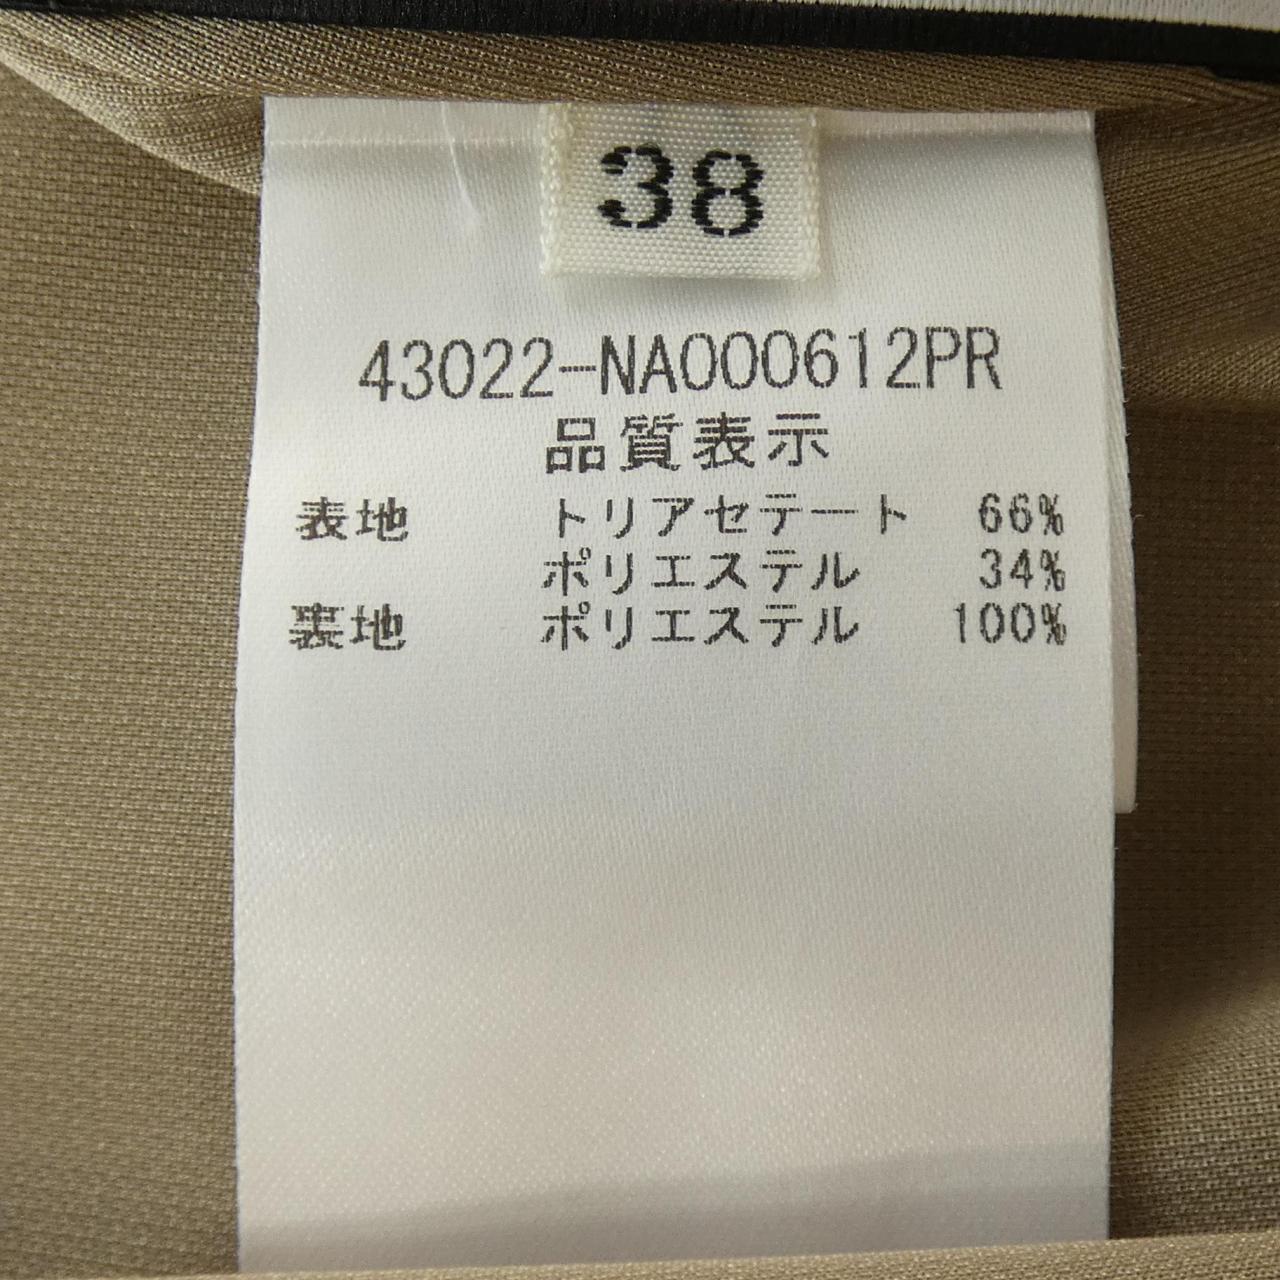 38
43022-NA000612PR
品質表示
表地 トリアセテート 66%
ポリエステル 34%
裏地 ポリエステル 100%